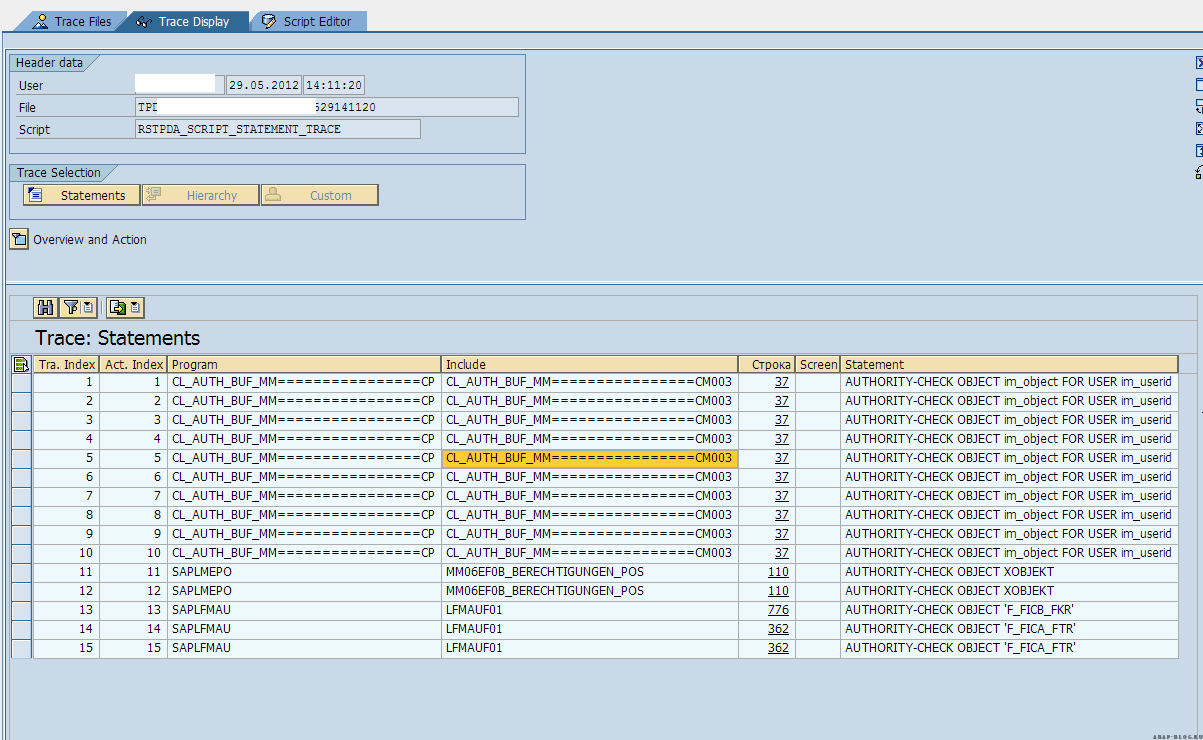 Trace Files Trace Display Script Editor
Header data
User 29.05.2012 14:11:20
File TPD 529141120
Script RSTPDA_SCRIPT_STATEMENT_TRACE
Trace Selection
Statements Hierarchy Custom
Overview and Action
Trace: Statements
Tra. Index Act. Index Program Include Строка Screen Statement
1 1 CL_AUTH_BUF_MM================CP CL_AUTH_BUF_MM================CM003 37 AUTHORITY-CHECK OBJECT im_object FOR USER im_userid
2 2 CL_AUTH_BUF_MM================CP CL_AUTH_BUF_MM================CM003 37 AUTHORITY-CHECK OBJECT im_object FOR USER im_userid
3 3 CL_AUTH_BUF_MM================CP CL_AUTH_BUF_MM================CM003 37 AUTHORITY-CHECK OBJECT im_object FOR USER im_userid
4 4 CL_AUTH_BUF_MM================CP CL_AUTH_BUF_MM================CM003 37 AUTHORITY-CHECK OBJECT im_object FOR USER im_userid
5 5 CL_AUTH_BUF_MM================CP CL_AUTH_BUF_MM================CM003 37 AUTHORITY-CHECK OBJECT im_object FOR USER im_userid
6 6 CL_AUTH_BUF_MM================CP CL_AUTH_BUF_MM================CM003 37 AUTHORITY-CHECK OBJECT im_object FOR USER im_userid
7 7 CL_AUTH_BUF_MM================CP CL_AUTH_BUF_MM================CM003 37 AUTHORITY-CHECK OBJECT im_object FOR USER im_userid
8 8 CL_AUTH_BUF_MM================CP CL_AUTH_BUF_MM================CM003 37 AUTHORITY-CHECK OBJECT im_object FOR USER im_userid
9 9 CL_AUTH_BUF_MM================CP CL_AUTH_BUF_MM================CM003 37 AUTHORITY-CHECK OBJECT im_object FOR USER im_userid
10 10 CL_AUTH_BUF_MM================CP CL_AUTH_BUF_MM================CM003 37 AUTHORITY-CHECK OBJECT im_object FOR USER im_userid
11 11 SAPLMEPO MM06EF0B_BERECHTIGUNGEN_POS 110 AUTHORITY-CHECK OBJECT XOBJEKT
12 12 SAPLMEPO MM06EF0B_BERECHTIGUNGEN_POS 110 AUTHORITY-CHECK OBJECT XOBJEKT
13 13 SAPLFMAU LFMAUF01 776 AUTHORITY-CHECK OBJECT 'F_FICB_FKR'
14 14 SAPLFMAU LFMAUF01 362 AUTHORITY-CHECK OBJECT 'F_FICA_FTR'
15 15 SAPLFMAU LFMAUF01 362 AUTHORITY-CHECK OBJECT 'F_FICA_FTR'
ABAP-BLOG.RU